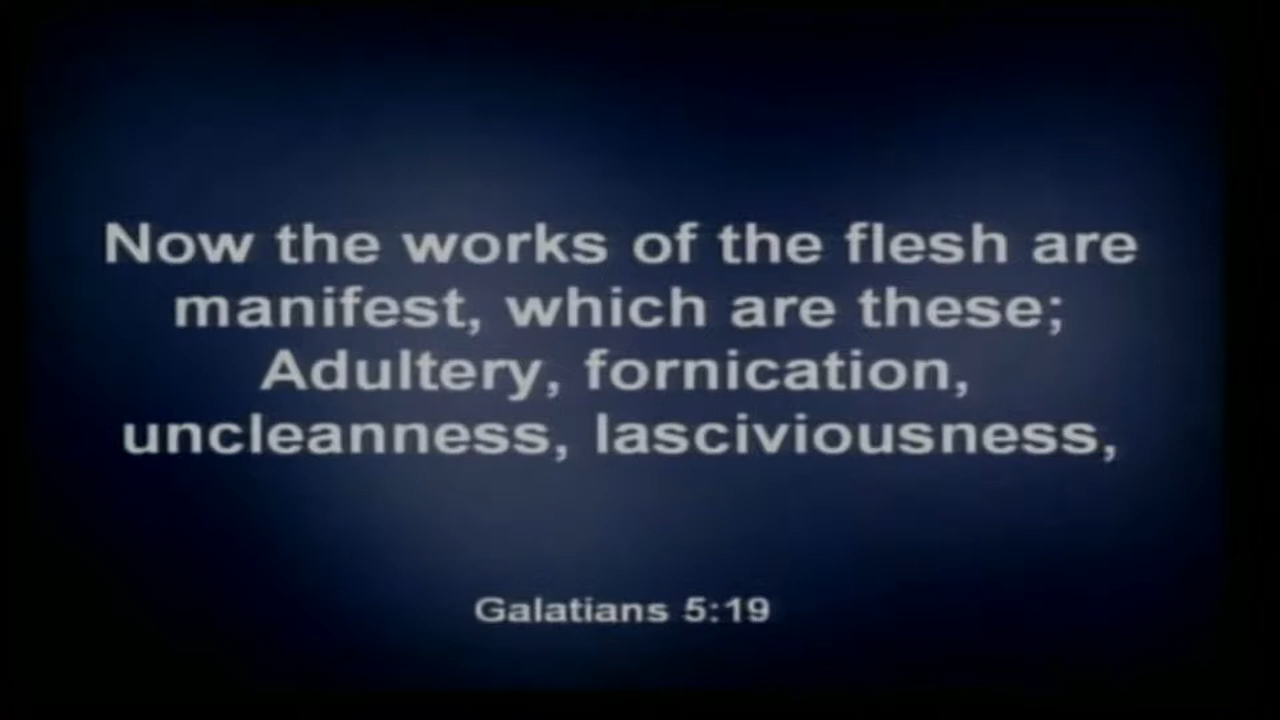 Now the works of the flesh are
manifest, which are these;
Adultery, fornication,
uncleanness, lasciviousness,
Galatians 5:19